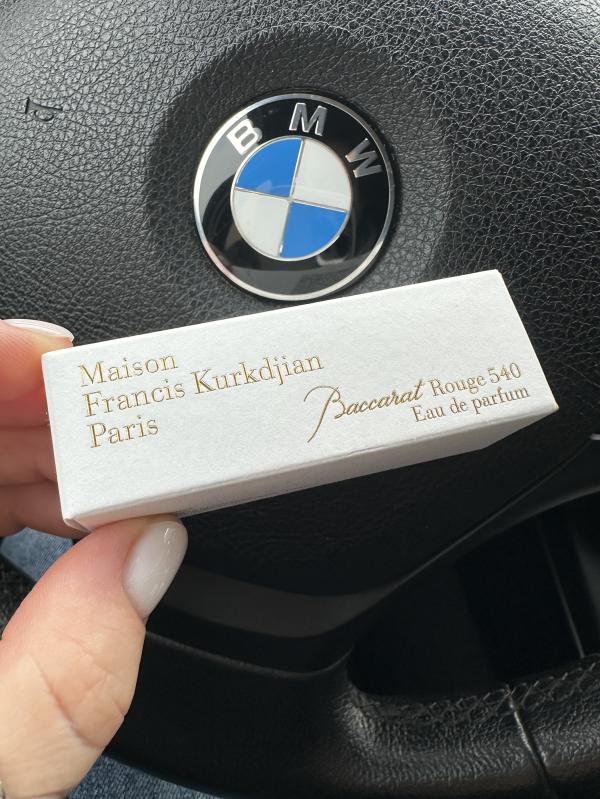 BMW
Maison
Francis Kurkdjian
Paris
Baccarat Rouge 540
Eau de parfum